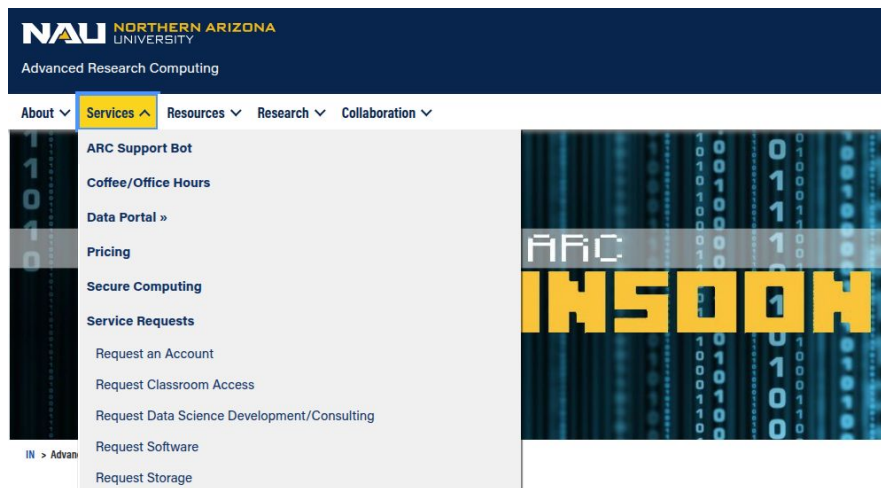 NAU NORTHERN ARIZONA
UNIVERSITY
Advanced Research Computing
About Services Resources Research Collaboration
ARC Support Bot
Coffee/Office Hours
Data Portal »
Pricing
Secure Computing
Service Requests
Request an Account
Request Classroom Access
Request Data Science Development/Consulting
Request Software
Request Storage
ARC
INSOON
IN > Advan